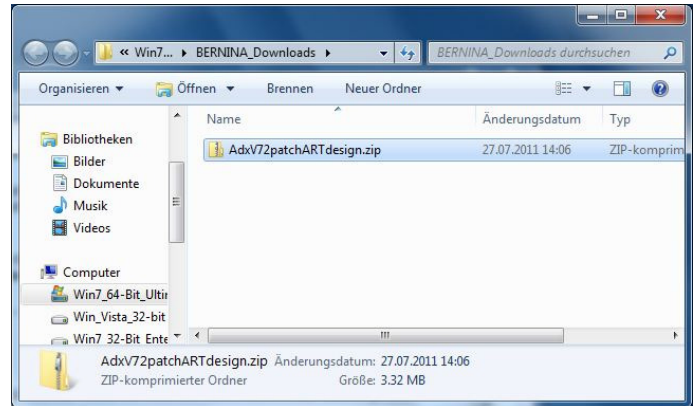 « Win7... ▸ BERNINA_Downloads ▸
BERNINA_Downloads durchsuchen
Organisieren Öffnen Brennen Neuer Ordner
Name Änderungsdatum Typ
Bibliotheken
AdxV72patchARTdesign.zip 27.07.2011 14:06 ZIP-komprim
Bilder
Dokumente
Musik
Videos
Computer
Win7_64-Bit_Ultir
Win_Vista_32-bit
Win7 32-Bit Ente
AdxV72patchARTdesign.zip Änderungsdatum: 27.07.2011 14:06
ZIP-komprimierter Ordner Größe: 3.32 MB